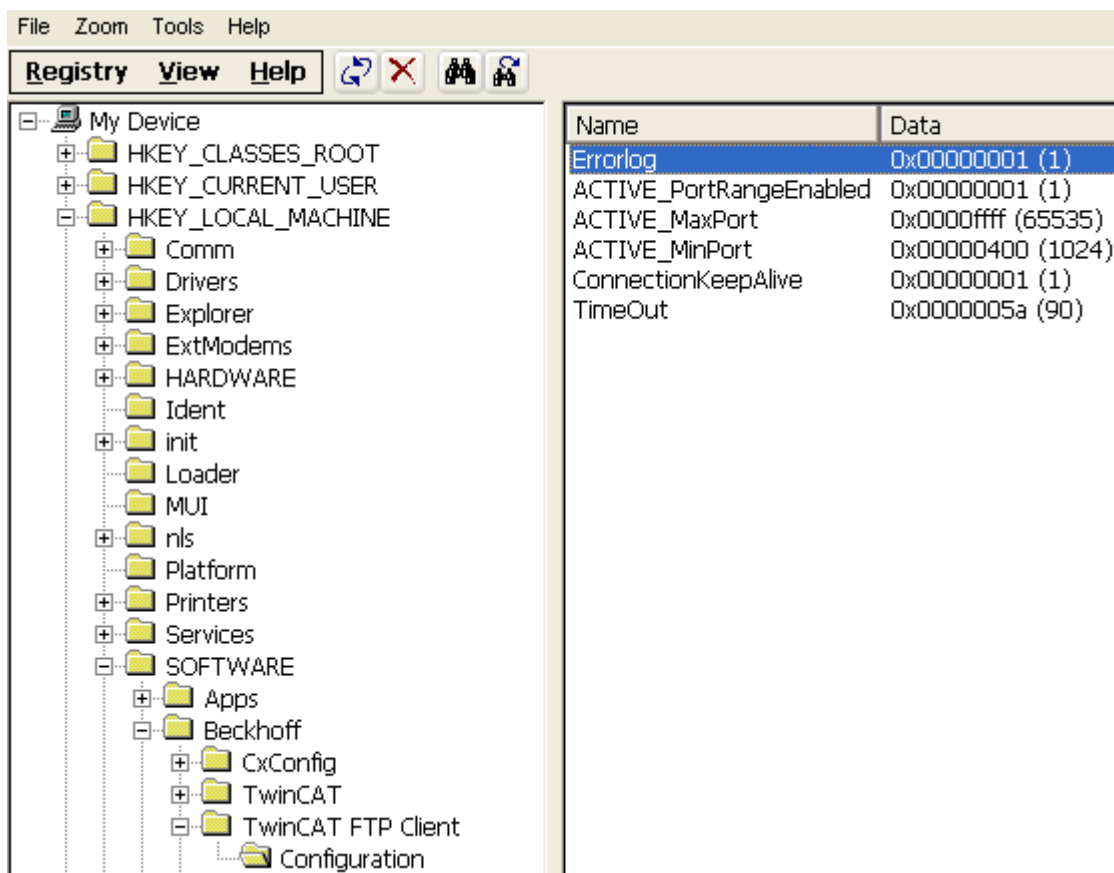 File Zoom Tools Help
Registry View Help
My Device
HKEY_CLASSES_ROOT
HKEY_CURRENT_USER
HKEY_LOCAL_MACHINE
Comm
Drivers
Explorer
ExtModems
HARDWARE
Ident
init
Loader
MUI
nls
Platform
Printers
Services
SOFTWARE
Apps
Beckhoff
CxConfig
TwinCAT
TwinCAT FTP Client
Configuration
Name Data
Errorlog 0x00000001 (1)
ACTIVE_PortRangeEnabled 0x00000001 (1)
ACTIVE_MaxPort 0x0000ffff (65535)
ACTIVE_MinPort 0x00000400 (1024)
ConnectionKeepAlive 0x00000001 (1)
TimeOut 0x0000005a (90)